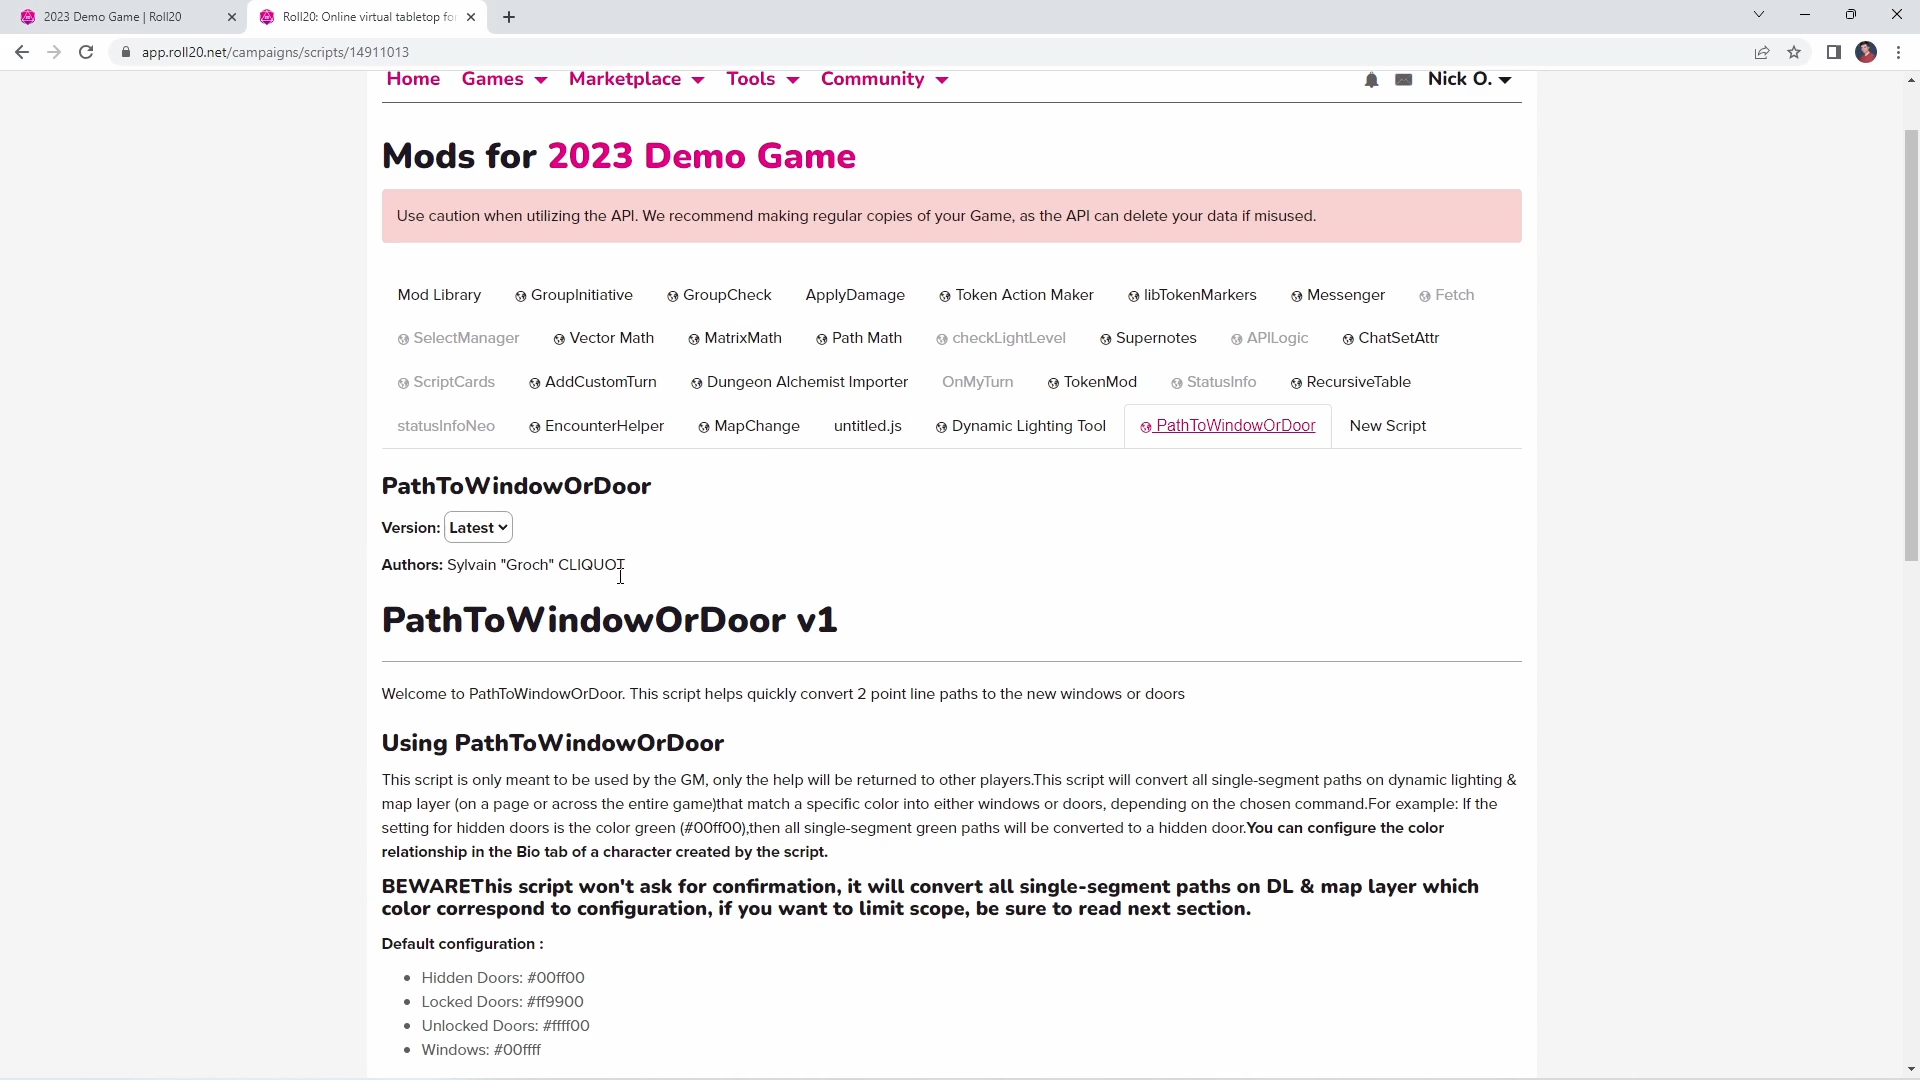 2023 Demo Game | Roll20
Roll20: Online virtual tabletop for
app.roll20.net/campaigns/scripts/14911013
Home Games Marketplace Tools Community Nick O.
Mods for 2023 Demo Game
Use caution when utilizing the API. We recommend making regular copies of your Game, as the API can delete your data if misused.
Mod Library GroupInitiative GroupCheck ApplyDamage Token Action Maker libTokenMarkers Messenger Fetch
SelectManager Vector Math MatrixMath Path Math checkLightLevel Supernotes APILogic ChatSetAttr
ScriptCards AddCustomTurn Dungeon Alchemist Importer OnMyTurn TokenMod StatusInfo RecursiveTable
statusInfoNeo EncounterHelper MapChange untitled.js Dynamic Lighting Tool PathToWindowOrDoor New Script
PathToWindowOrDoor
Version: Latest
Authors: Sylvain "Groch" CLIQUOT
PathToWindowOrDoor v1
Welcome to PathToWindowOrDoor. This script helps quickly convert 2 point line paths to the new windows or doors
Using PathToWindowOrDoor
This script is only meant to be used by the GM, only the help will be returned to other players.This script will convert all single-segment paths on dynamic lighting &
map layer (on a page or across the entire game)that match a specific color into either windows or doors, depending on the chosen command.For example: If the
setting for hidden doors is the color green (#00ff00),then all single-segment green paths will be converted to a hidden door.You can configure the color
relationship in the Bio tab of a character created by the script.
BEWAREThis script won't ask for confirmation, it will convert all single-segment paths on DL & map layer which
color correspond to configuration, if you want to limit scope, be sure to read next section.
Default configuration :
• Hidden Doors: #00ff00
• Locked Doors: #ff9900
• Unlocked Doors: #ffff00
• Windows: #00ffff